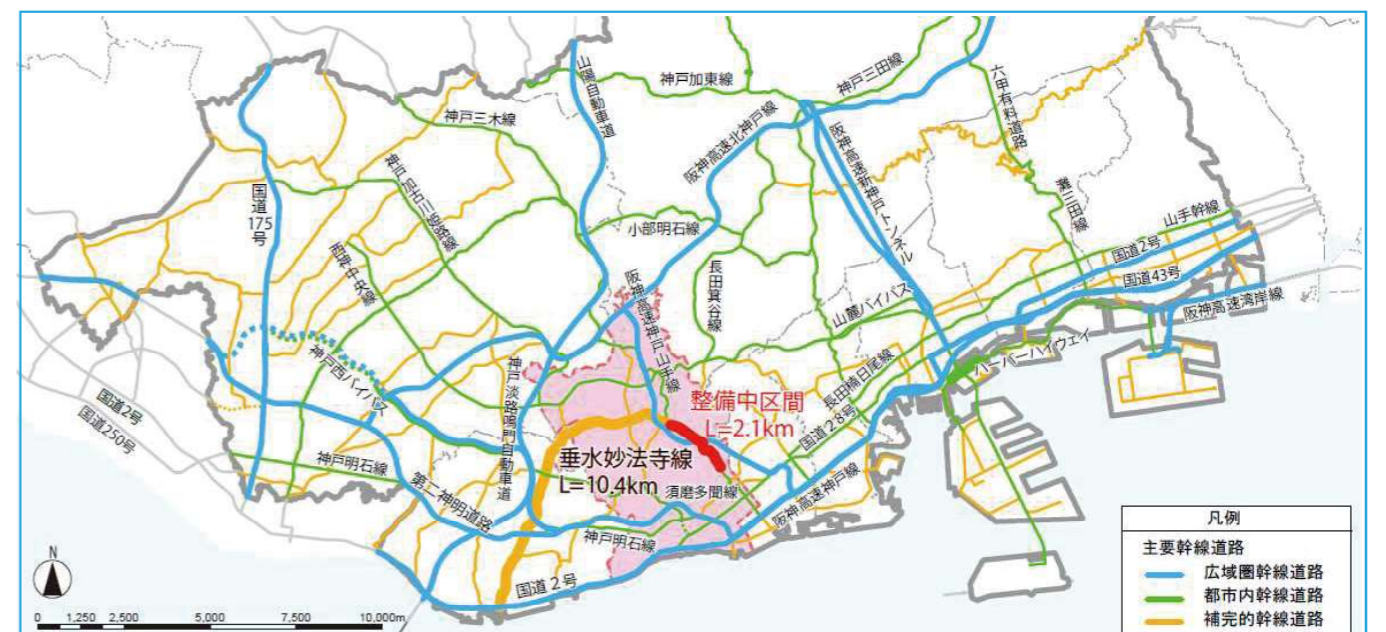 神戸加東線
神戸三田線
山陽自動車道
六甲有料道路
神戸三木線
阪神高速北神戸線
阪神高速新神戸トンネル
神戸加古川姫路線
国道
175
号
灘三田線
山手幹線
小部明石線
国道2号
国道43号
長田箕谷線
阪神高速湾岸線
山麓バイパス
阪神高速神戸山手線
ハーバーハイウェイ
神戸西バイパス
神戸淡路鳴門自動車道
長田楠日尾線
整備中区間
L=2.1km
国道2号
国道250号
国道28号
垂水妙法寺線
L=10.4km
須磨多聞線
神戸明石線
第二神明道路
阪神高速神戸線
神戸明石線
国道2号
凡例
主要幹線道路
広域圏幹線道路
都市内幹線道路
補完的幹線道路
N
0 1,250 2,500 5,000 7,500 10,000m